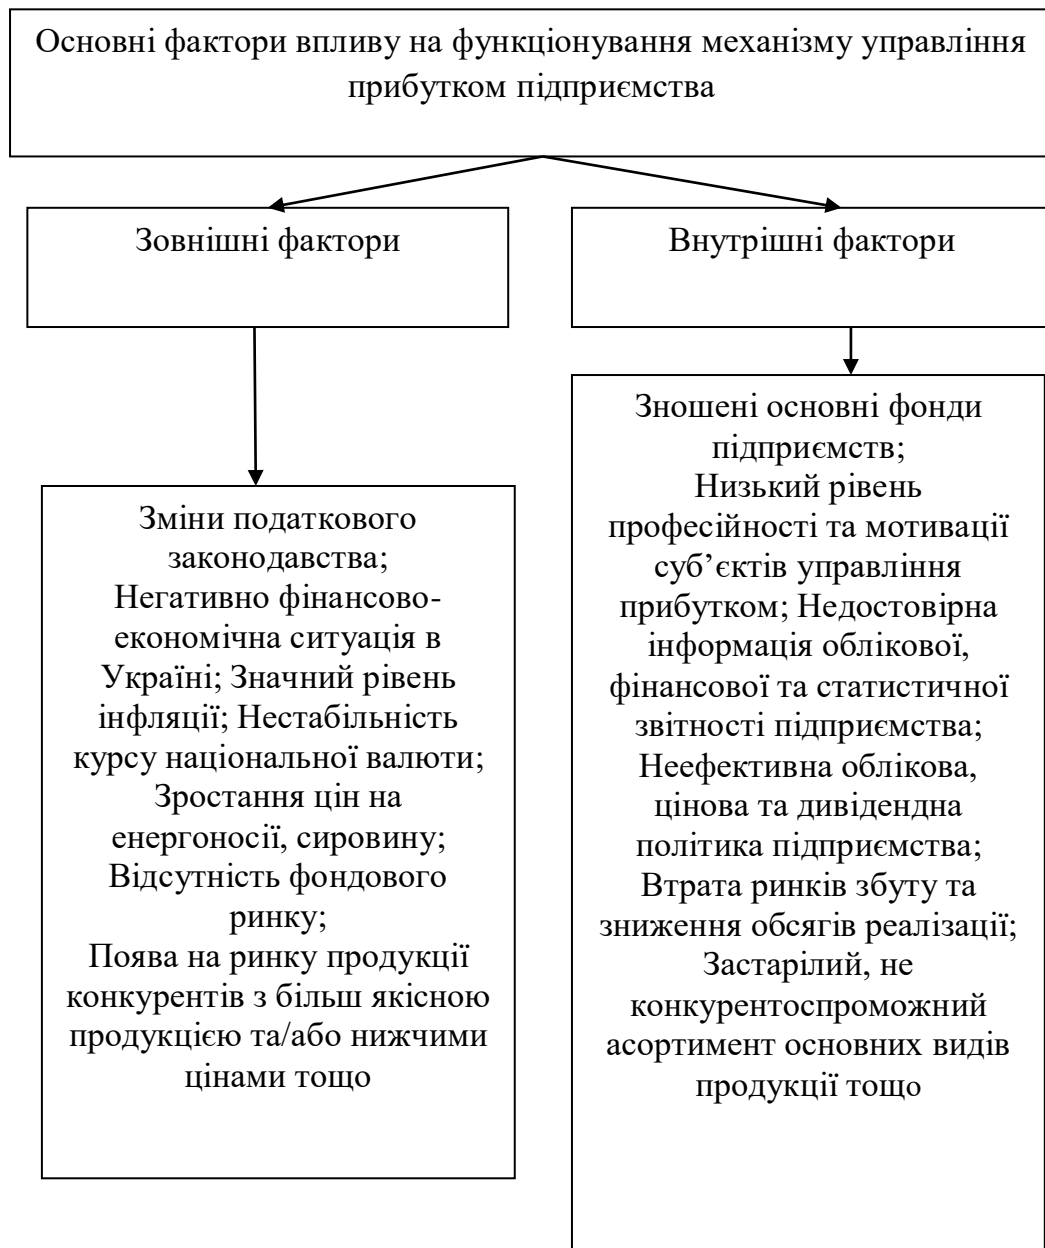 Основні фактори впливу на функціонування механізму управління
прибутком підприємства
Зовнішні фактори
Внутрішні фактори
Зміни податкового
законодавства;
Негативно фінансово-
економічна ситуація в
Україні; Значний рівень
інфляції; Нестабільність
курсу національної валюти;
Зростання цін на
енергоносії, сировину;
Відсутність фондового
ринку;
Поява на ринку продукції
конкурентів з більш якісною
продукцією та/або нижчими
цінами тощо
Зношені основні фонди
підприємств;
Низький рівень
професійності та мотивації
суб’єктів управління
прибутком; Недостовірна
інформація облікової,
фінансової та статистичної
звітності підприємства;
Неефективна облікова,
цінова та дивідендна
політика підприємства;
Втрата ринків збуту та
зниження обсягів реалізації;
Застарілий, не
конкурентоспроможний
асортимент основних видів
продукції тощо